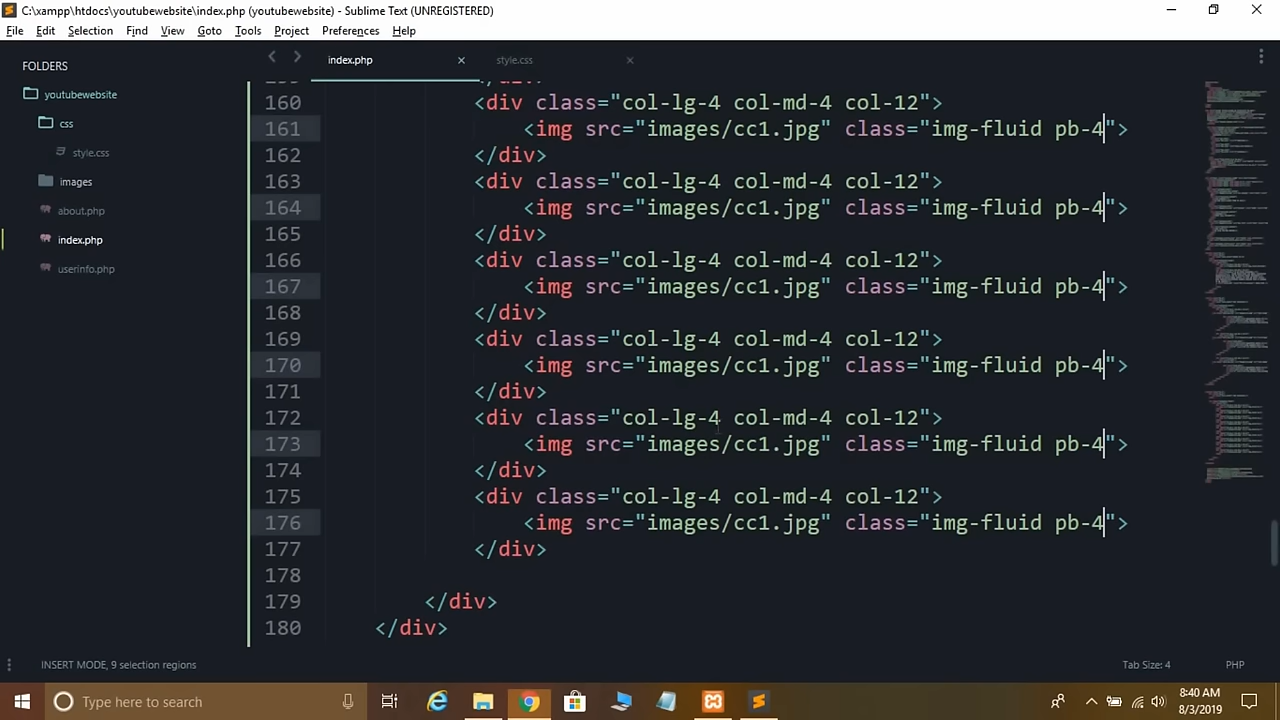 C:\xampp\htdocs\youtubewebsite\index.php (youtubewebsite) - Sublime Text (UNREGISTERED)
File Edit Selection Find View Goto Tools Project Preferences Help
FOLDERS
youtubewebsite
css
style.css
images
about.php
index.php
userinfo.php
index.php × style.css ×
</div>
160 <div class="col-lg-4 col-md-4 col-12">
161 <img src="images/cc1.jpg" class="img-fluid pb-4">
162 </div>
163 <div class="col-lg-4 col-md-4 col-12">
164 <img src="images/cc1.jpg" class="img-fluid pb-4">
165 </div>
166 <div class="col-lg-4 col-md-4 col-12">
167 <img src="images/cc1.jpg" class="img-fluid pb-4">
168 </div>
169 <div class="col-lg-4 col-md-4 col-12">
170 <img src="images/cc1.jpg" class="img-fluid pb-4">
171 </div>
172 <div class="col-lg-4 col-md-4 col-12">
173 <img src="images/cc1.jpg" class="img-fluid pb-4">
174 </div>
175 <div class="col-lg-4 col-md-4 col-12">
176 <img src="images/cc1.jpg" class="img-fluid pb-4">
177 </div>
178
179 </div>
180 </div>
INSERT MODE, 9 selection regions Tab Size: 4 PHP
Type here to search
8:40 AM
8/3/2019